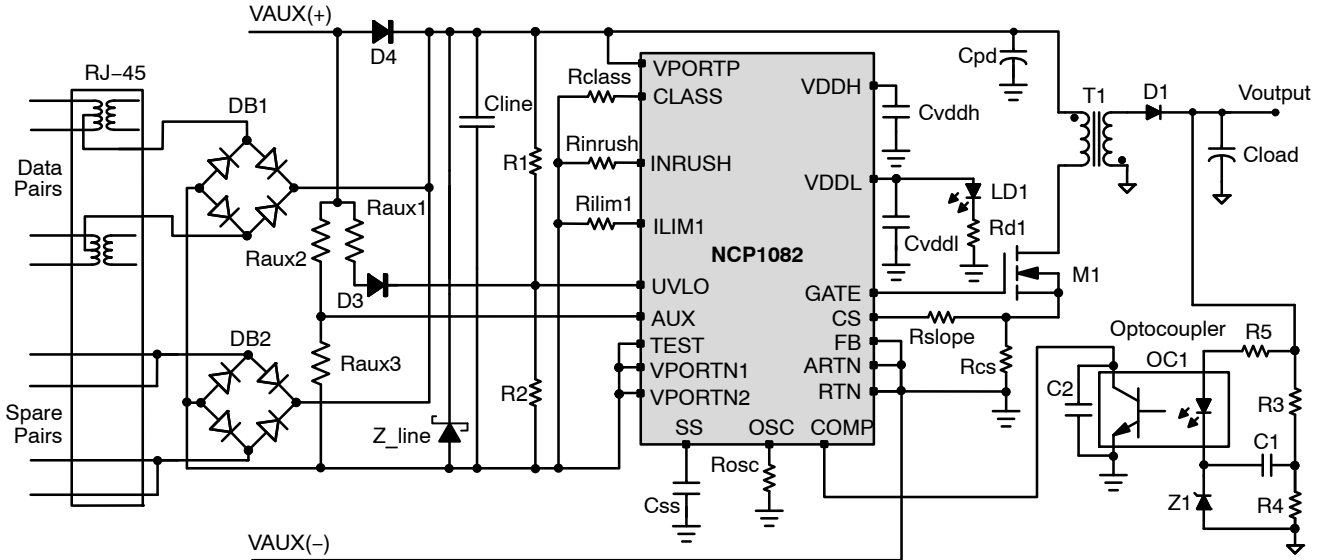 VAUX(+)
D4
RJ–45
DB1
Data
Pairs
Raux1
Raux2
D3
DB2
Raux3
Spare
Pairs
Z_line
Cline
R1
R2
Rclass
Rinrush
Rilim1
VPORTP
CLASS
INRUSH
ILIM1
NCP1082
UVLO
AUX
TEST
VPORTN1
VPORTN2
SS
OSC
COMP
VDDH
VDDL
GATE
CS
FB
ARTN
RTN
Css
Rosc
Cpd
Cvddh
Cvddl
LD1
Rd1
T1
D1
Voutput
Cload
M1
Rslope
Rcs
Optocoupler
OC1
R5
C2
R3
C1
Z1
R4
VAUX(–)